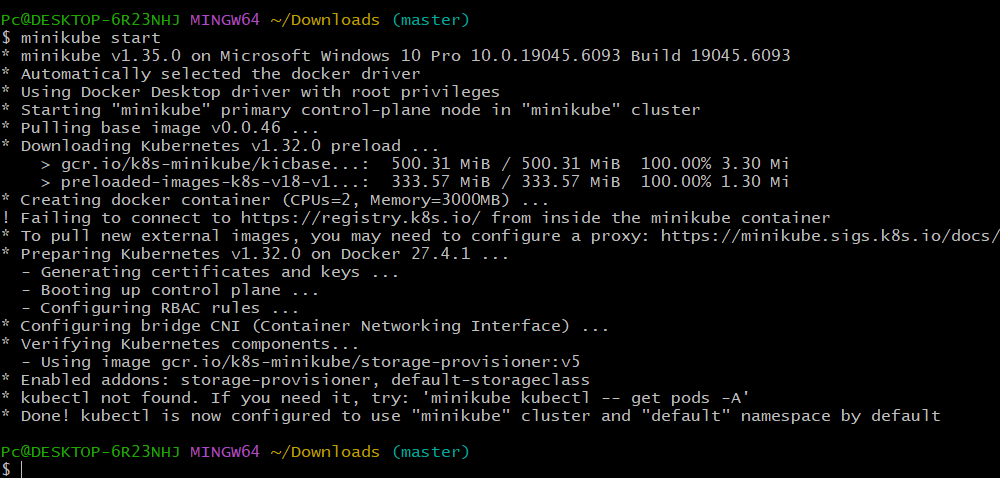 Pc@DESKTOP-6R23NHJ MINGW64 ~/Downloads (master)
$ minikube start
* minikube v1.35.0 on Microsoft Windows 10 Pro 10.0.19045.6093 Build 19045.6093
* Automatically selected the docker driver
* Using Docker Desktop driver with root privileges
* Starting "minikube" primary control-plane node in "minikube" cluster
* Pulling base image v0.0.46 ...
* Downloading Kubernetes v1.32.0 preload ...
    > gcr.io/k8s-minikube/kicbase...:  500.31 MiB / 500.31 MiB  100.00% 3.30 Mi
    > preloaded-images-k8s-v18-v1...:  333.57 MiB / 333.57 MiB  100.00% 1.30 Mi
* Creating docker container (CPUs=2, Memory=3000MB) ...
! Failing to connect to https://registry.k8s.io/ from inside the minikube container
* To pull new external images, you may need to configure a proxy: https://minikube.sigs.k8s.io/docs/
* Preparing Kubernetes v1.32.0 on Docker 27.4.1 ...
  - Generating certificates and keys ...
  - Booting up control plane ...
  - Configuring RBAC rules ...
* Configuring bridge CNI (Container Networking Interface) ...
* Verifying Kubernetes components...
  - Using image gcr.io/k8s-minikube/storage-provisioner:v5
* Enabled addons: storage-provisioner, default-storageclass
* kubectl not found. If you need it, try: 'minikube kubectl -- get pods -A'
* Done! kubectl is now configured to use "minikube" cluster and "default" namespace by default
Pc@DESKTOP-6R23NHJ MINGW64 ~/Downloads (master)
$